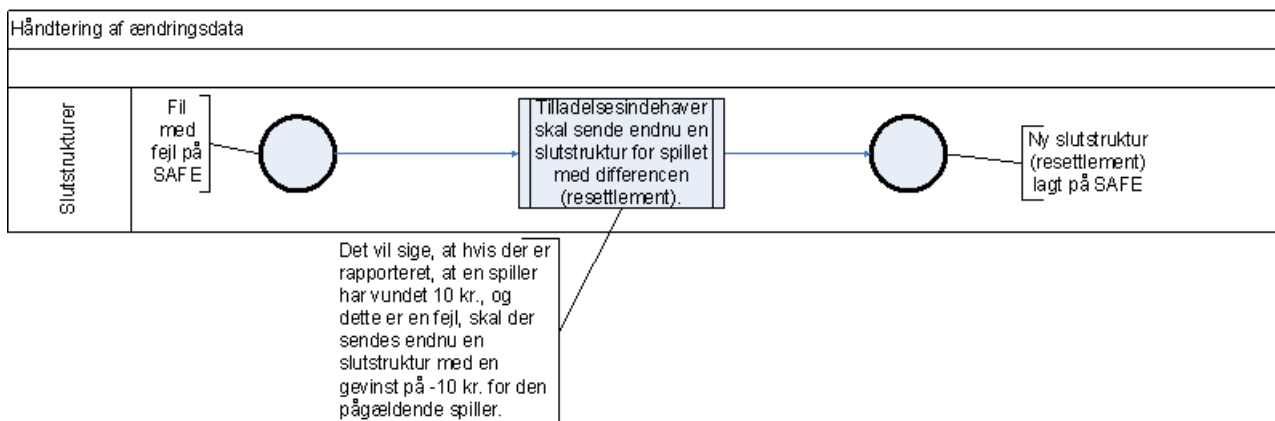 Håndtering af ændringsdata
Slutstrukturer
Fil
med
fejl på
SAFE
Tilladelsesindehaver
skal sende endnu en
slutstruktur for spillet
med differencen
(resettlement).
Ny slutstruktur
(resettlement)
lagt på SAFE
Det vil sige, at hvis der er
rapporteret, at en spiller
har vundet 10 kr., og
dette er en fejl, skal der
sendes endnu en
slutstruktur med en
gevinst på -10 kr. for den
pågældende spiller.